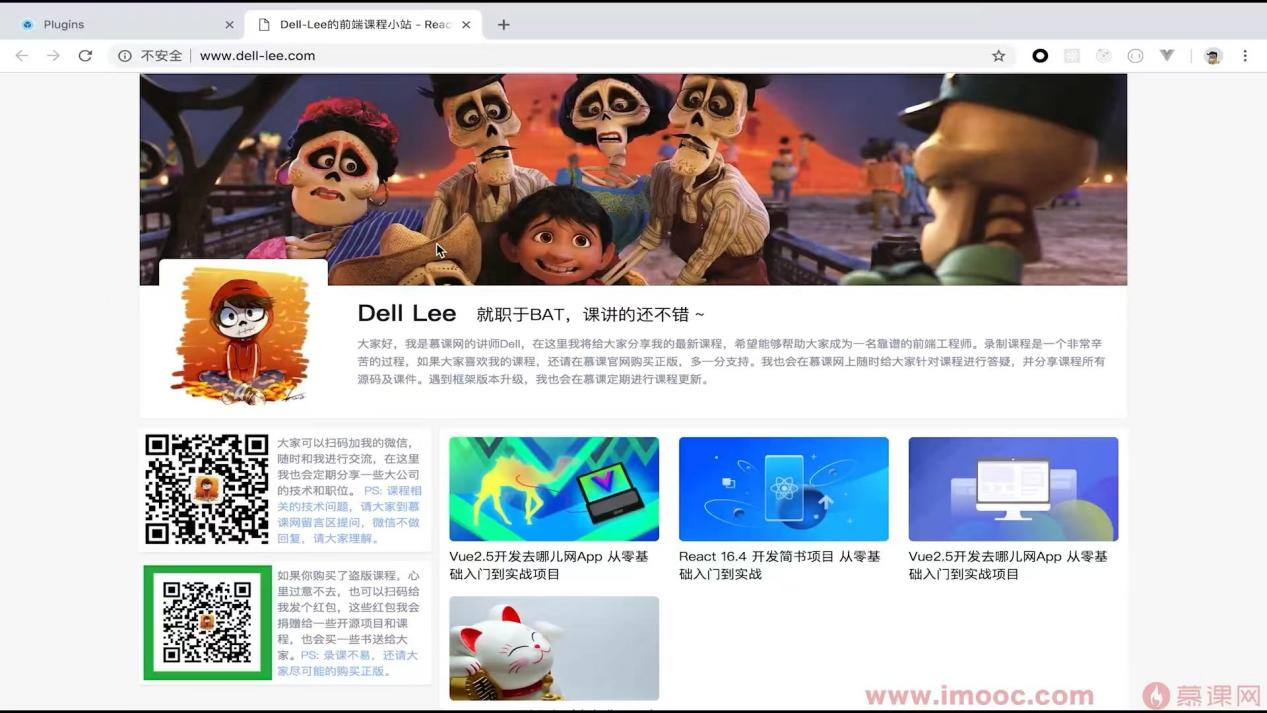 Plugins
Dell-Lee的前端课程小站 - Reac
不安全 www.dell-lee.com
Dell Lee 就职于BAT，课讲的还不错 ~
大家好，我是慕课网的讲师Dell，在这里我将给大家分享我的最新课程，希望能够帮助大家成为一名靠谱的前端工程师。录制课程是一个非常辛
苦的过程，如果大家喜欢我的课程，还请在慕课官网购买正版，多一分支持。我也会在慕课网上随时给大家针对课程进行答疑，并分享课程所有
源码及课件。遇到框架版本升级，我也会在慕课定期进行课程更新。
大家可以扫码加我的微信，
随时和我进行交流，在这里
我也会定期分享一些大公司
的技术和职位。 PS: 课程相
关的技术问题，请大家到慕
课网留言区提问，微信不做
回复，请大家理解。
如果你购买了盗版课程，心
里过意不去，也可以扫码给
我发个红包，这些红包我会
捐赠给一些开源项目和课
程，也会买一些书送给大
家。PS: 录课不易，还请大
家尽可能的购买正版。
Vue2.5开发去哪儿网App 从零基
础入门到实战项目
React 16.4 开发简书项目 从零基
础入门到实战
Vue2.5开发去哪儿网App 从零基
础入门到实战项目
www.imooc.com
慕课网